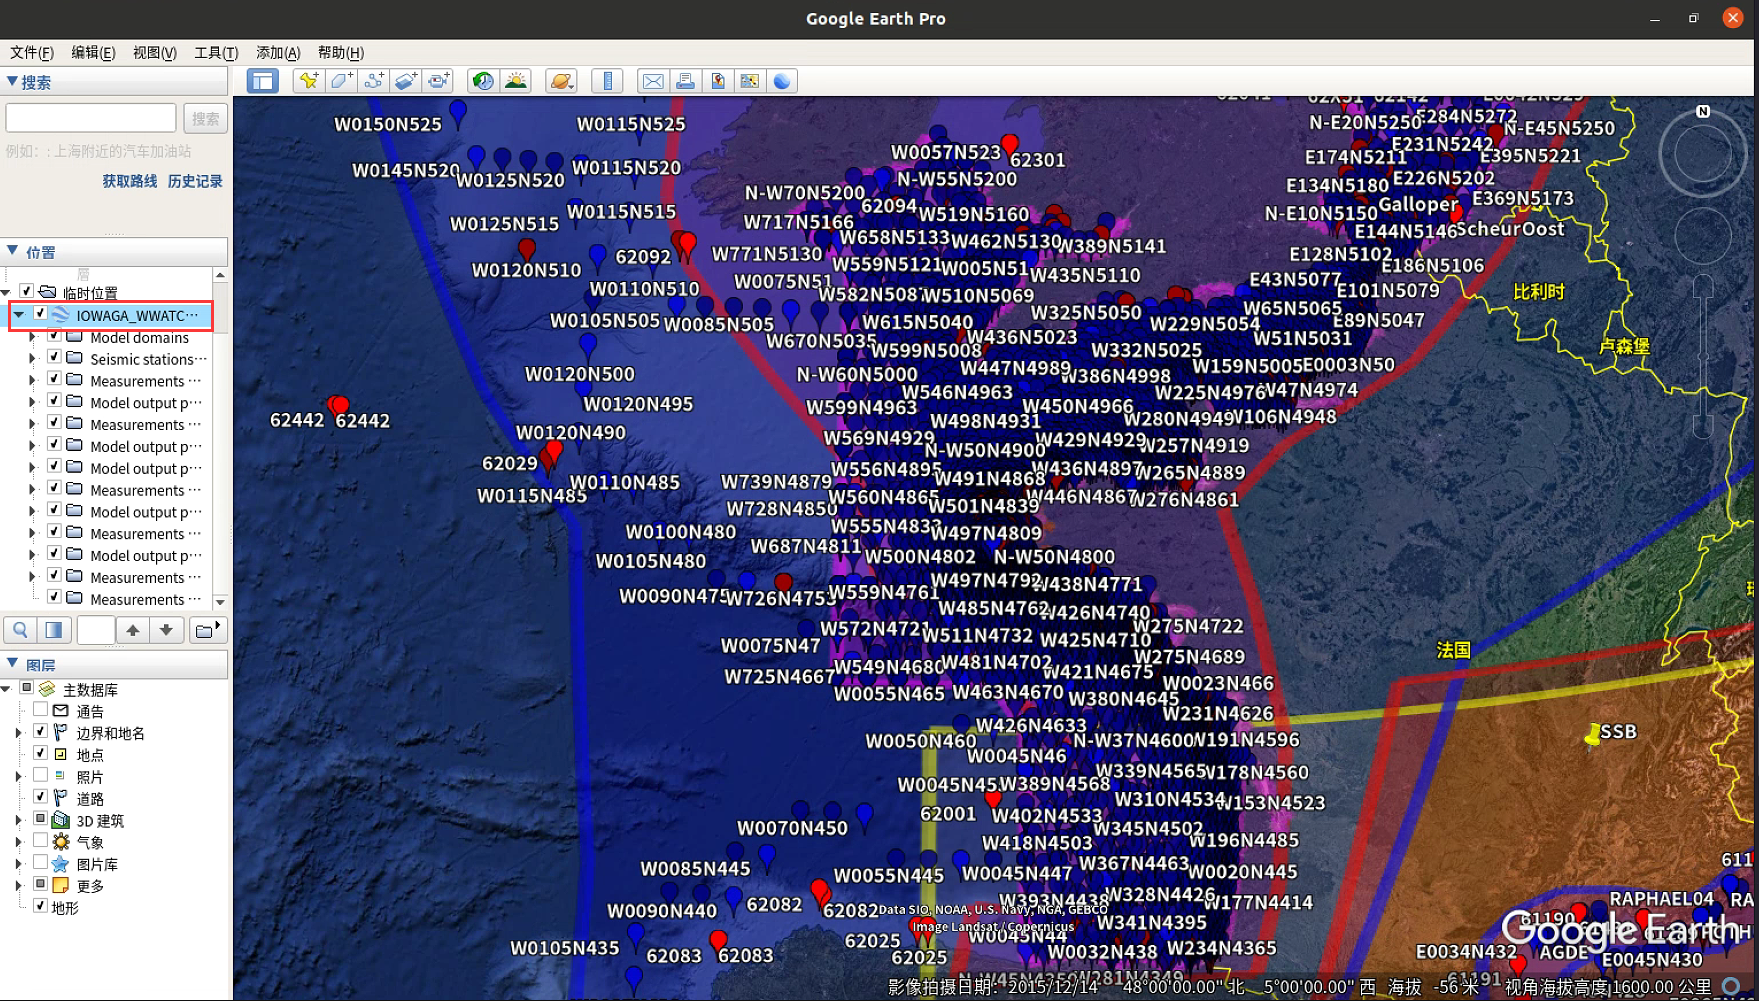 Google Earth Pro
文件(F) 编辑(E) 视图(V) 工具(T) 添加(A) 帮助(H)
搜索
搜索
例如：: 上海附近的汽车加油站
获取路线 历史记录
位置
层
临时位置
IOWAGA_WWATC···
Model domains
Seismic stations···
Measurements ···
Model output p···
Measurements ···
Model output p···
Model output p···
Measurements ···
Model output p···
Measurements ···
Model output p···
Measurements ···
Measurements ···
图层
主数据库
通告
边界和地名
地点
照片
道路
3D 建筑
气象
图片库
更多
地形
N
W0150N525 W0115N525
W0145N520 W0125N520 W0115N520
W0125N515 W0115N515
W0120N510 62092
W0110N510
W0105N505 W0085N505
W0120N500
W0120N495
62442 62442
W0120N490
62029
W0115N485 W0110N485
W0100N480
W0105N480
W0090N475 W726N4753 W559N4761
W0057N523 62301
N-W70N5200 N-W55N5200
62094 W519N5160
W717N5166
W658N5133 W462N5130 W389N5141
W771N5130 W559N5121 W005N51
W0075N51 W435N5110
W582N5087 W510N5069
W325N5050
W615N5040 W229N5054
W670N5035 W436N5023
W599N5008 W332N5025
N-W60N5000 W447N4989 W386N4998
W546N4963 W225N4976 W47N4974
W599N4963 W450N4966
W498N4931 W280N4949 W106N4948
W569N4929 W429N4929 W257N4919
N-W50N4900
W556N4895 W436N4897 W265N4889
W739N4879 W491N4868
W560N4865 W446N4867 W276N4861
W728N4850 W501N4839
W555N4833 W497N4809
W687N4811 W500N4802 N-W50N4800
W497N4792 W438N4771
W485N4762 W426N4740
W572N4721 W511N4732 W425N4710 W275N4722
W0075N47
W725N4667 W549N4680 W481N4702 W421N4675 W275N4689
W0055N465 W463N4670 W380N4645 W0023N466
W426N4633 W231N4626
W0050N460 N-W37N4600 W191N4596
W0045N46
W339N4565 W178N4560
W0045N455 W389N4568
62001 W310N4534 W153N4523
W402N4533
W0070N450 W345N4502
W418N4503 W196N4485
W0085N445 W367N4463 W0020N445
W0055N445 W0045N447
W393N4438 W328N4426 W177N4414
W0090N440 62082 62082
Data SIO, NOAA, U.S. Navy, NGA, GEBCO
Image Landsat / Copernicus
W341N4395
W0105N435 62083 62083
62025 62025 W0045N44
W0032N438 W234N4365
N-W45N4350 W281N4349
N-E20N5250 E284N5272 N-E45N5250
E231N5242
E174N5211 E395N5221
E134N5180 E226N5202
Galloper E369N5173
N-E10N5150
E144N5146 ScheurOost
E128N5102
E186N5106
E43N5077
E101N5079
W65N5065
E89N5047
W51N5031
W159N5005 E0003N50
比利时
卢森堡
法国
SSB
RAPHAEL04
61190
E0034N432 AGDE
E0045N430
61191
Google Earth
影像拍摄日期: 2015/12/14 48°00'00.00" 北 5°00'00.00" 西 海拔 -56 米 视角海拔高度 1600.00 公里